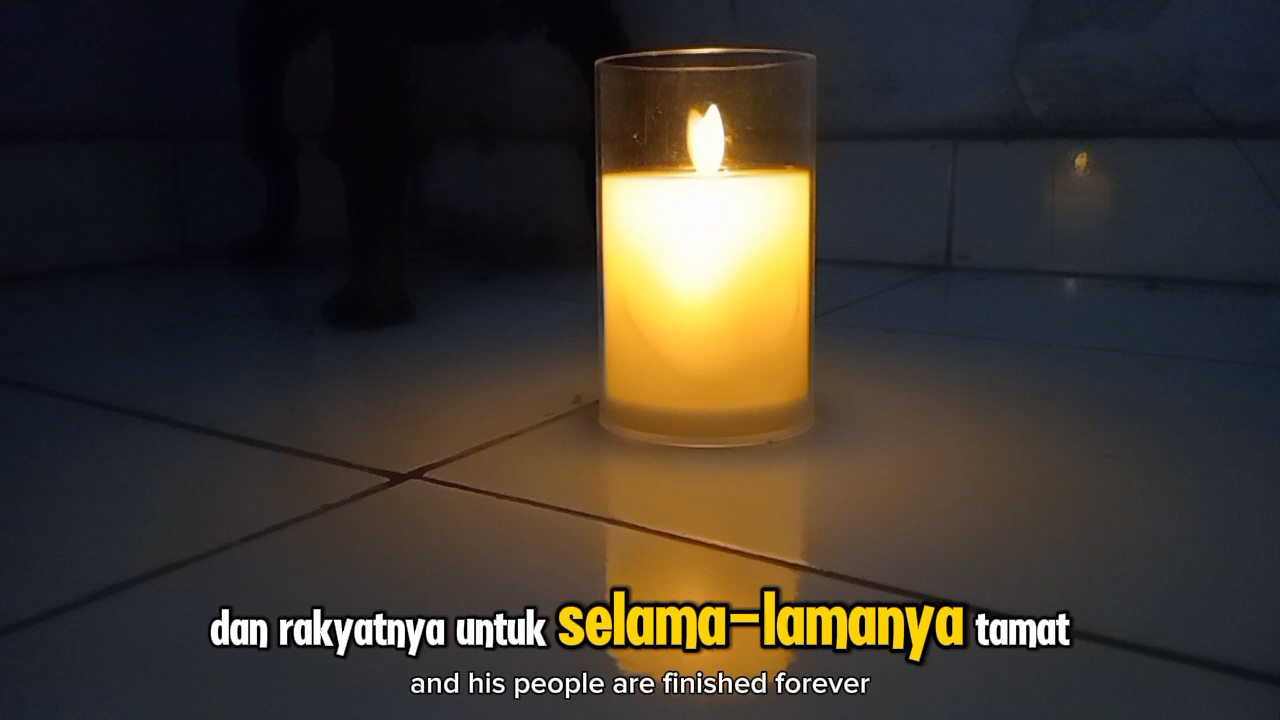 dan rakyatnya untuk selama-lamanya tamat
and his people are finished forever